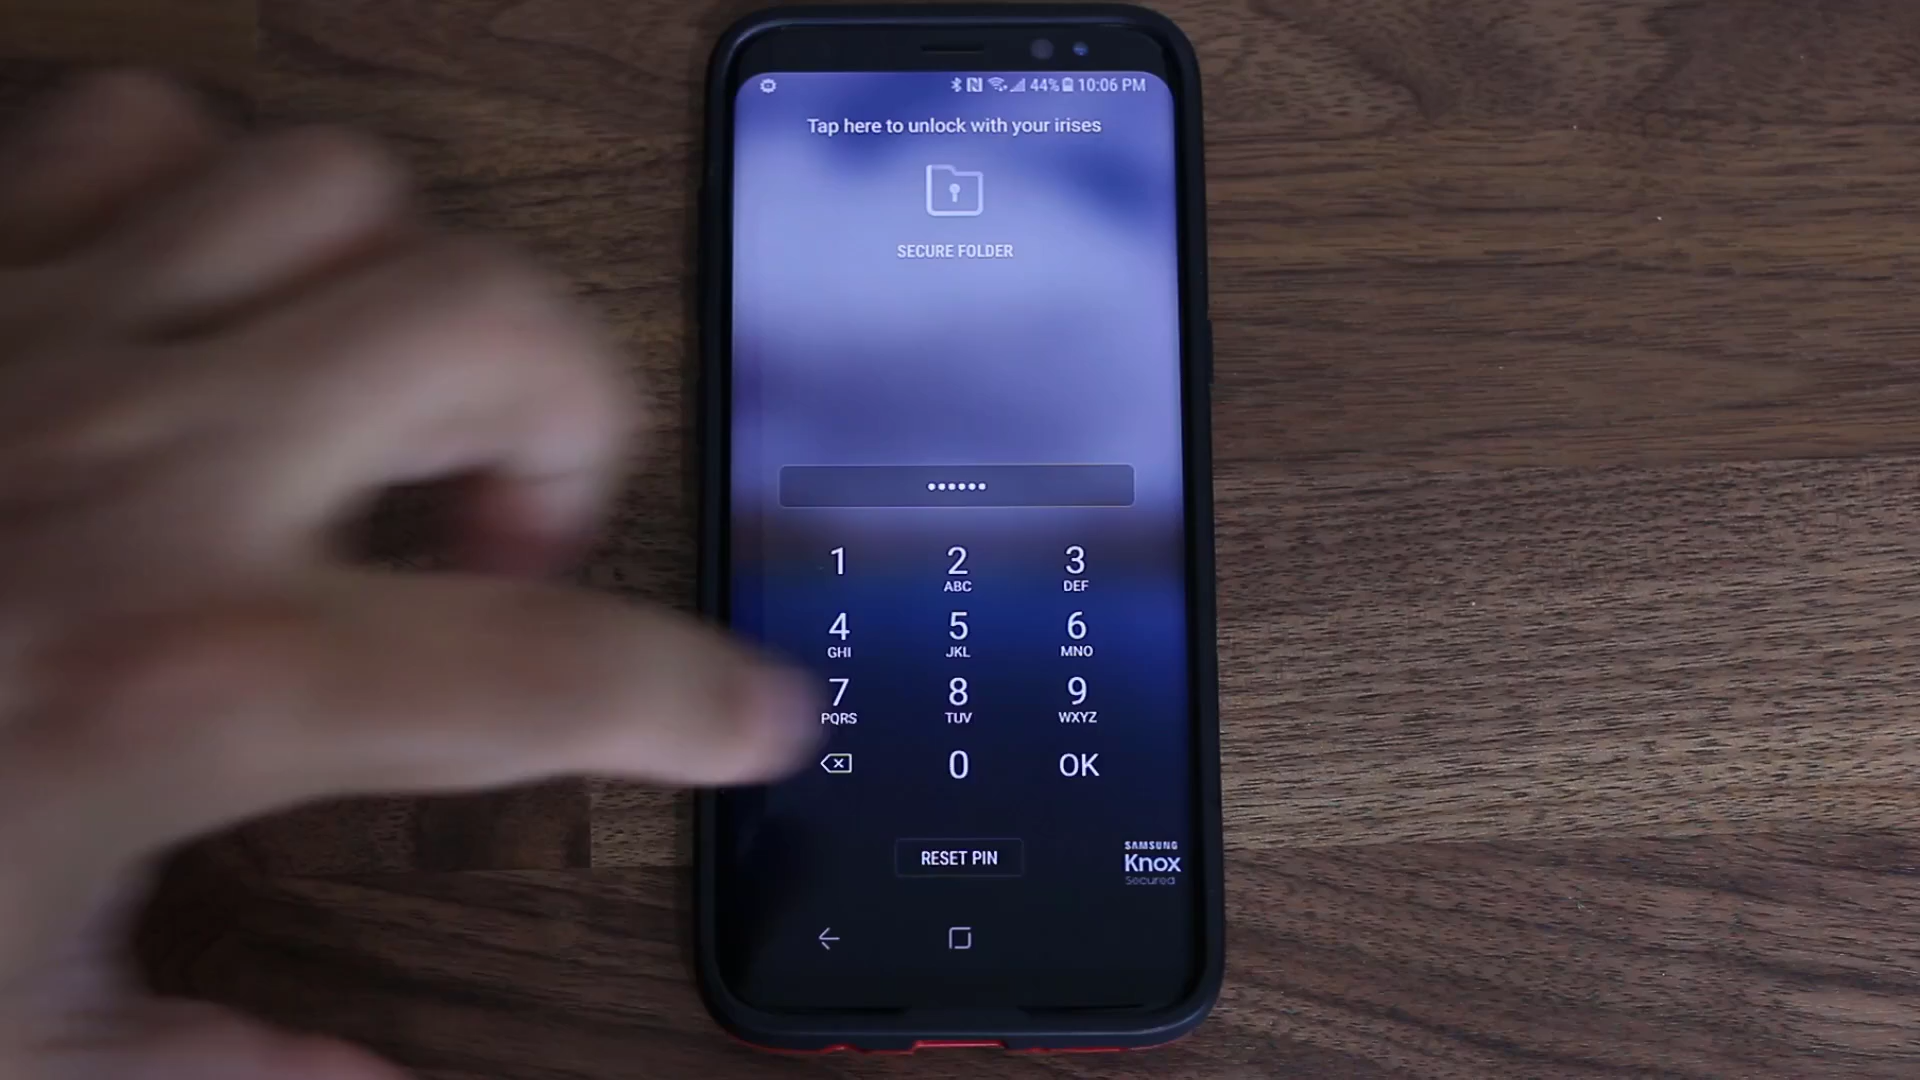 44% 10:06 PM
Tap here to unlock with your irises
SECURE FOLDER
••••••
1 2 3
ABC DEF
4 5 6
GHI JKL MNO
7 8 9
PQRS TUV WXYZ
0 OK
RESET PIN
SAMSUNG
Knox
Secured